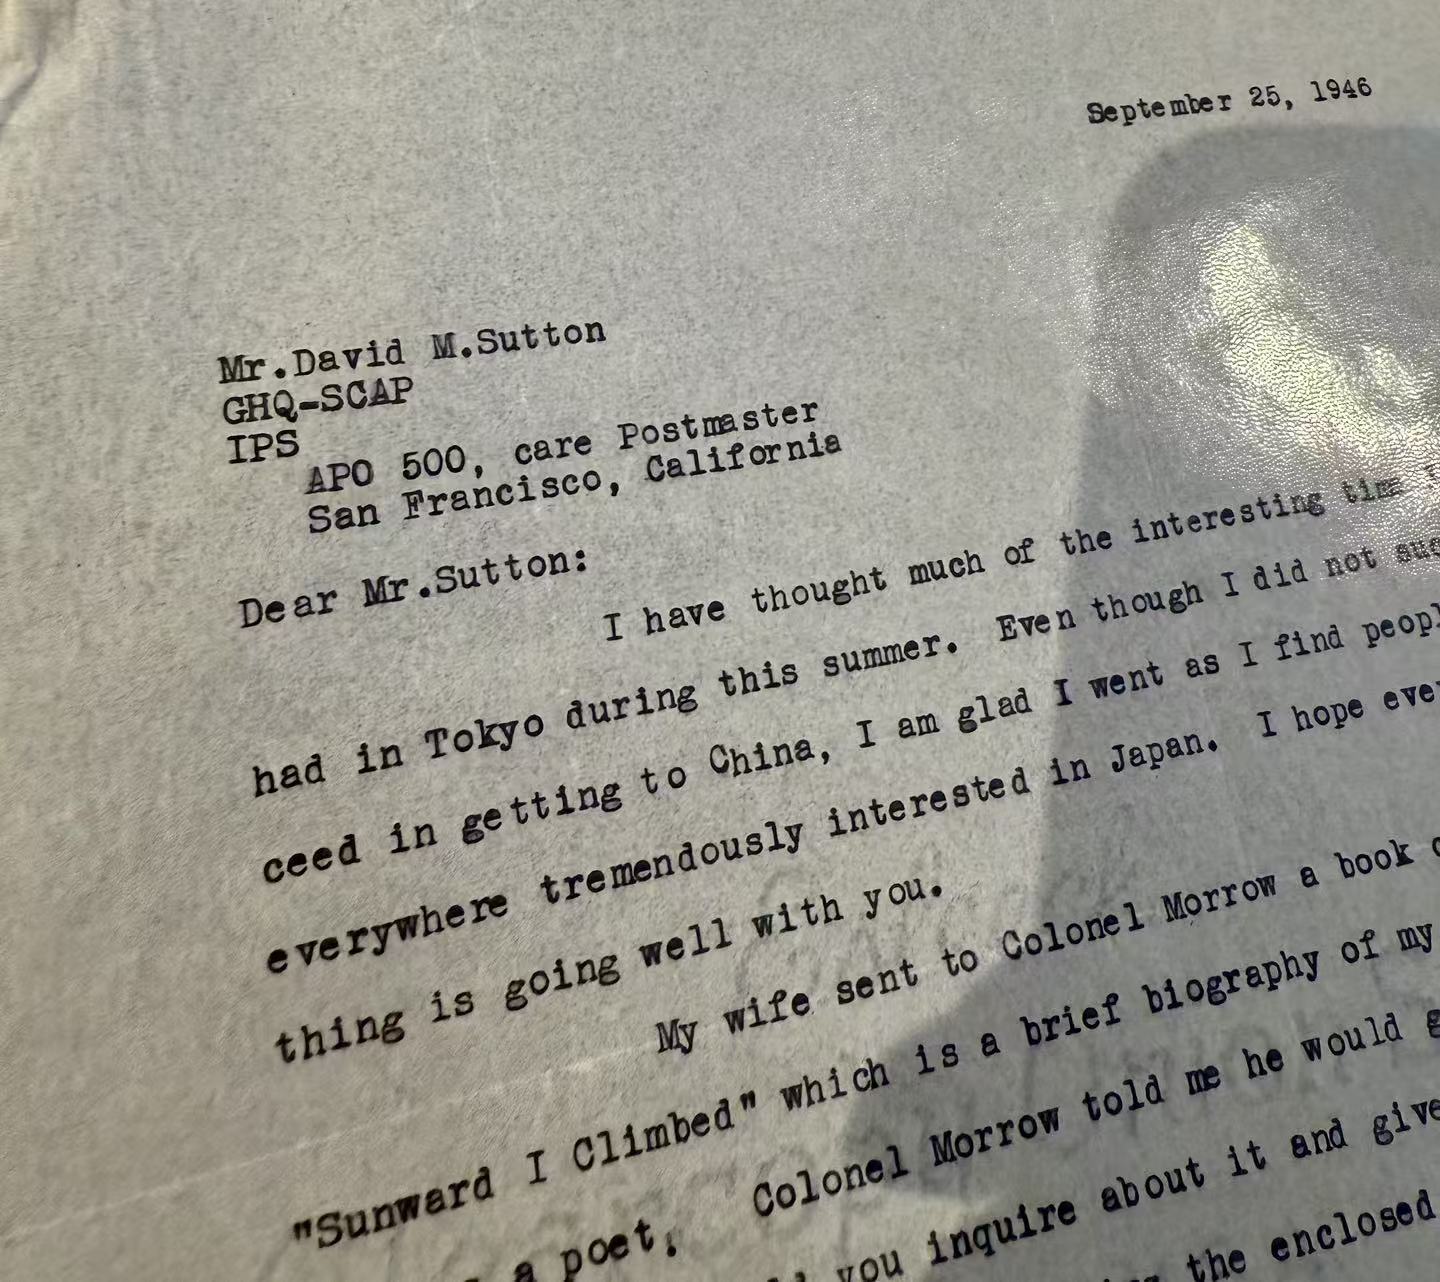 September 25, 1946
Mr.David M.Sutton
GHQ-SCAP
IPS
APO 500, care Postmaster
San Francisco, California
Dear Mr.Sutton:
I have thought much of the interesting time
had in Tokyo during this summer. Even though I did not suc
ceed in getting to China, I am glad I went as I find peopl
everywhere tremendously interested in Japan. I hope ever
thing is going well with you.
My wife sent to Colonel Morrow a book
"Sunward I Climbed" which is a brief biography of my
a poet. Colonel Morrow told me he would g
you inquire about it and give
the enclosed